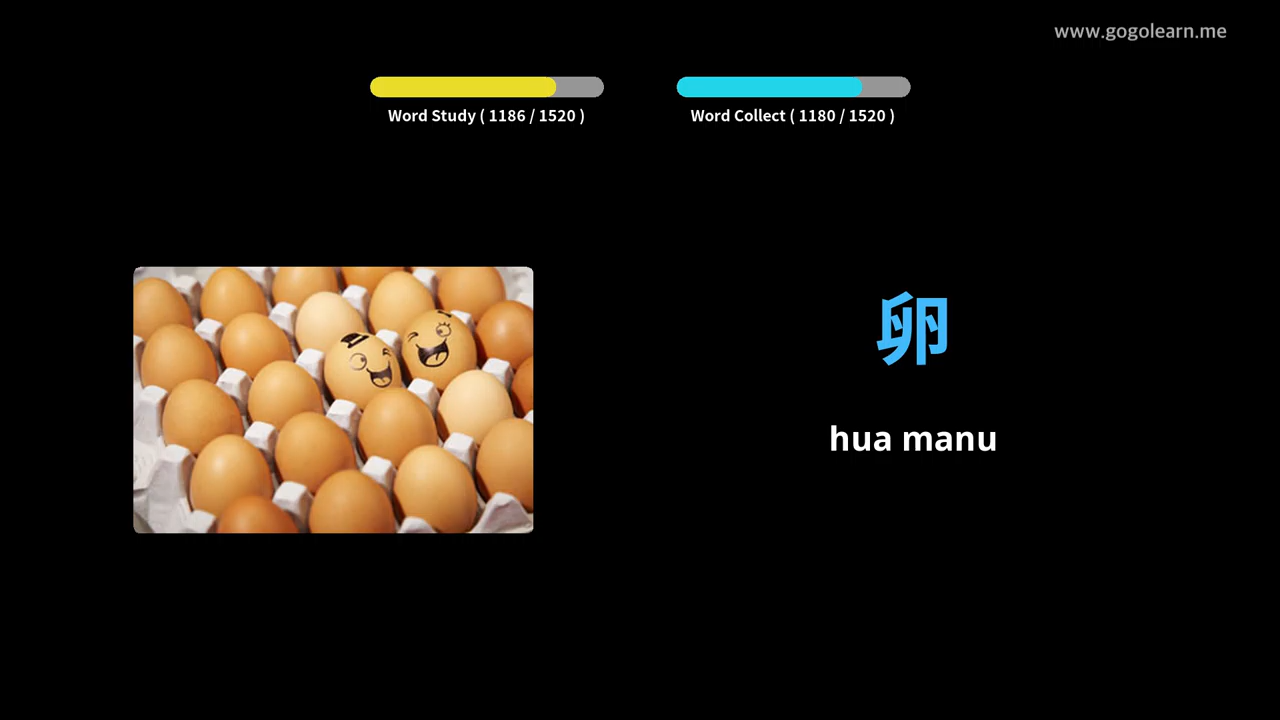 www.gogolearn.me
Word Study ( 1186 / 1520 )
Word Collect ( 1180 / 1520 )
卵
hua manu